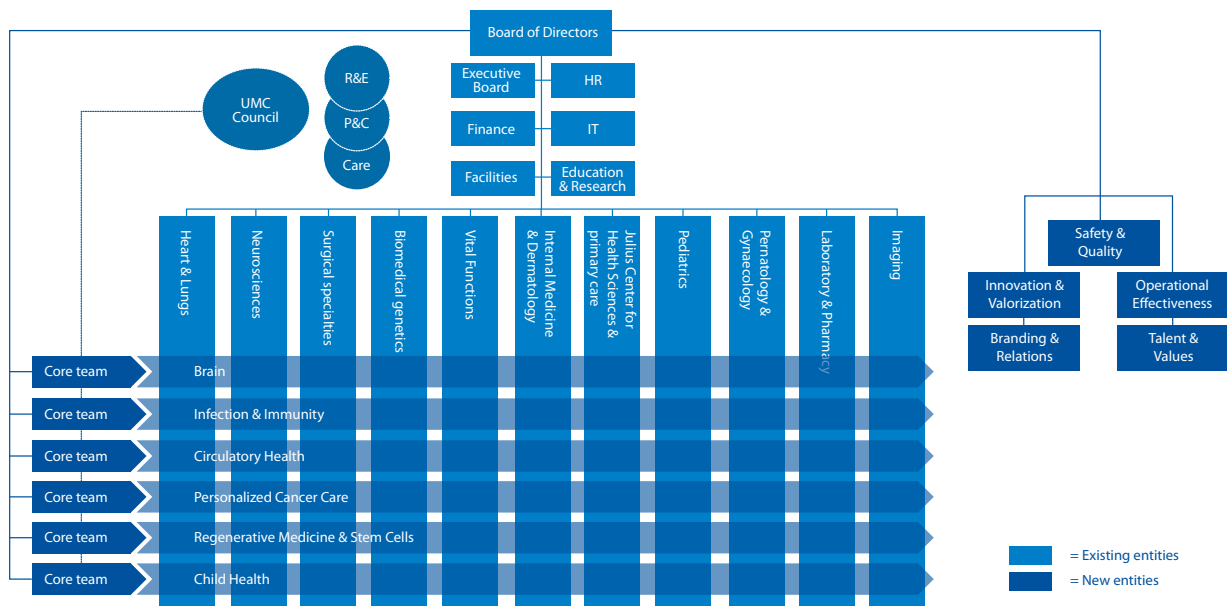 Board of Directors
Executive
Board
HR
Finance
IT
Facilities
Education
& Research
UMC
Council
R&E
P&C
Care
Heart & Lungs
Neurosciences
Surgical specialties
Biomedical genetics
Vital Functions
Internal Medicine
& Dermatology
Julius Center for
Health Sciences &
primary care
Pediatrics
Pernatology &
Gynaecology
Laboratory & Pharmacy
Imaging
Safety &
Quality
Innovation &
Valorization
Operational
Effectiveness
Branding &
Relations
Talent &
Values
Core team
Brain
Core team
Infection & Immunity
Core team
Circulatory Health
Core team
Personalized Cancer Care
Core team
Regenerative Medicine & Stem Cells
Core team
Child Health
= Existing entities
= New entities